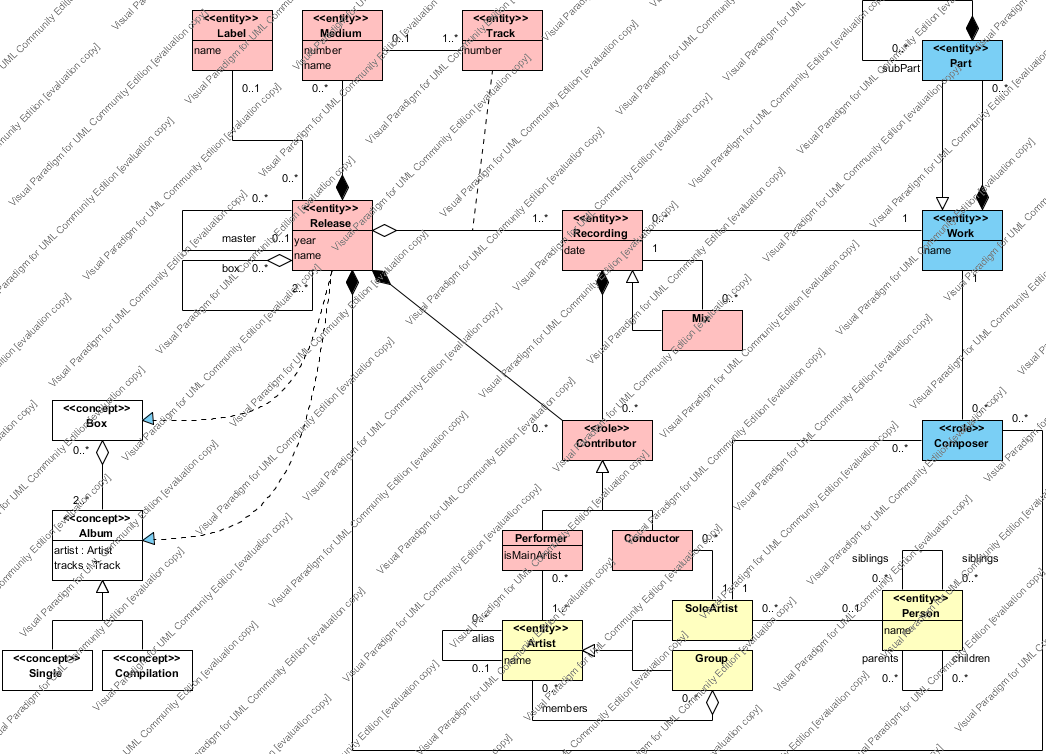 <<entity>>
Label
name
<<entity>>
Medium
number
name
<<entity>>
Track
number
0..1
1..*
0..*
subPart
<<entity>>
Part
0..*
0..1
0..*
0..*
0..*
<<entity>>
Release
year
name
master
0..1
box
0..*
2..*
1..*
<<entity>>
Recording
date
0..*
1
0..*
Mix
1
<<entity>>
Work
name
1
<<concept>>
Box
0..*
2..*
<<concept>>
Album
artist : Artist
tracks : Track
<<concept>>
Single
<<concept>>
Compilation
0..*
0..*
<<role>>
Contributor
0..*
0..*
0..*
<<role>>
Composer
Performer
isMainArtist
Conductor
0..*
0..*
1
1
siblings
siblings
0..*
0..*
alias
0..1
<<entity>>
Artist
name
0..*
members
SoloArtist
0..*
0..1
Group
<<entity>>
Person
name
parents
children
0..*
0..*
Visual Paradigm for UML Community Edition [evaluation copy]